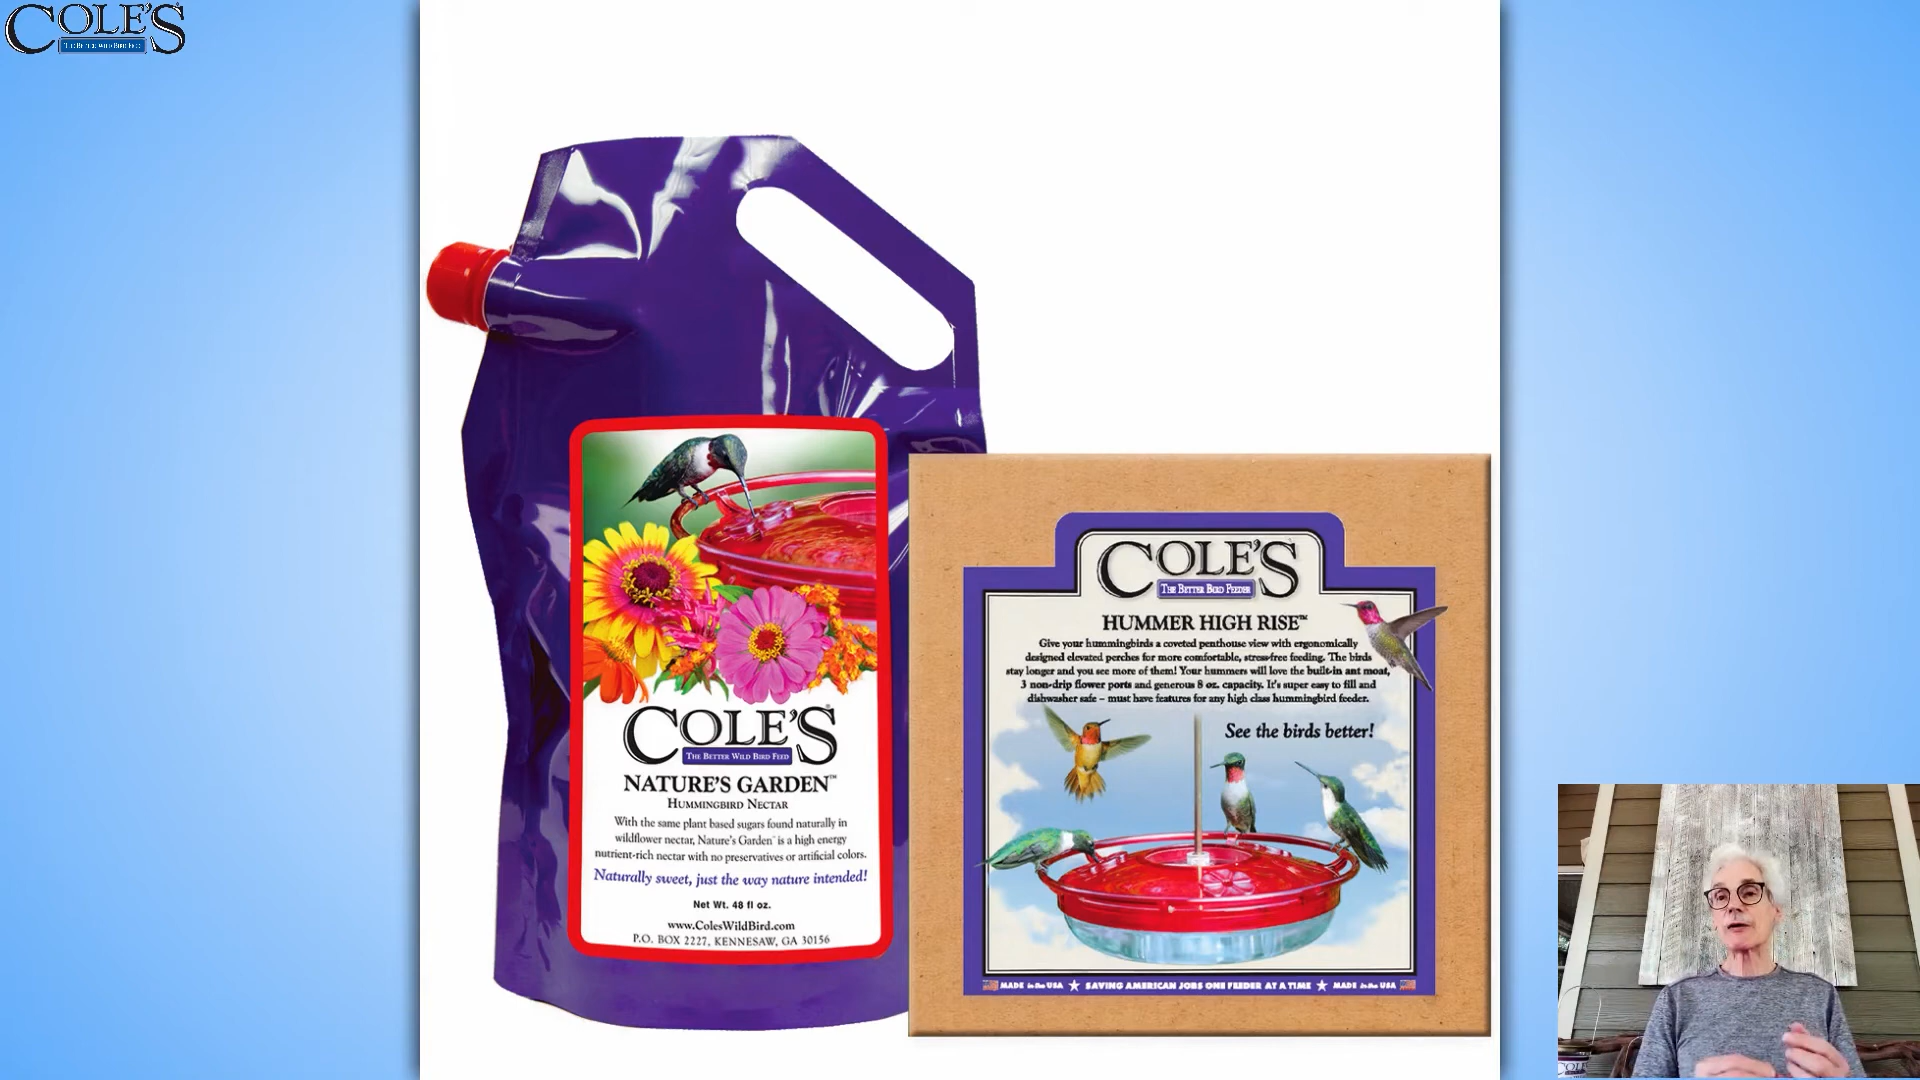 COLE'S
THE BETTER WILD BIRD FEED
COLE'S
THE BETTER WILD BIRD FEED
NATURE'S GARDEN™
HUMMINGBIRD NECTAR
With the same plant based sugars found naturally in
wildflower nectar, Nature's Garden™ is a high energy
nutrient-rich nectar with no preservatives or artificial colors.
Naturally sweet, just the way nature intended!
Net Wt. 48 fl oz.
www.ColesWildBird.com
P.O. BOX 2227, KENNESAW, GA 30156
COLE'S
THE BETTER BIRD FEEDER
HUMMER HIGH RISE™
Give your hummingbirds a coveted penthouse view with ergonomically
designed elevated perches for more comfortable, stress-free feeding. The birds
stay longer and you see more of them! Your hummers will love the built-in ant moat,
3 non-drip flower ports and generous 8 oz. capacity. It's super easy to fill and
dishwasher safe – must have features for any high class hummingbird feeder.
See the birds better!
MADE in the USA ★ SAVING AMERICAN JOBS ONE FEEDER AT A TIME ★ MADE in the USA